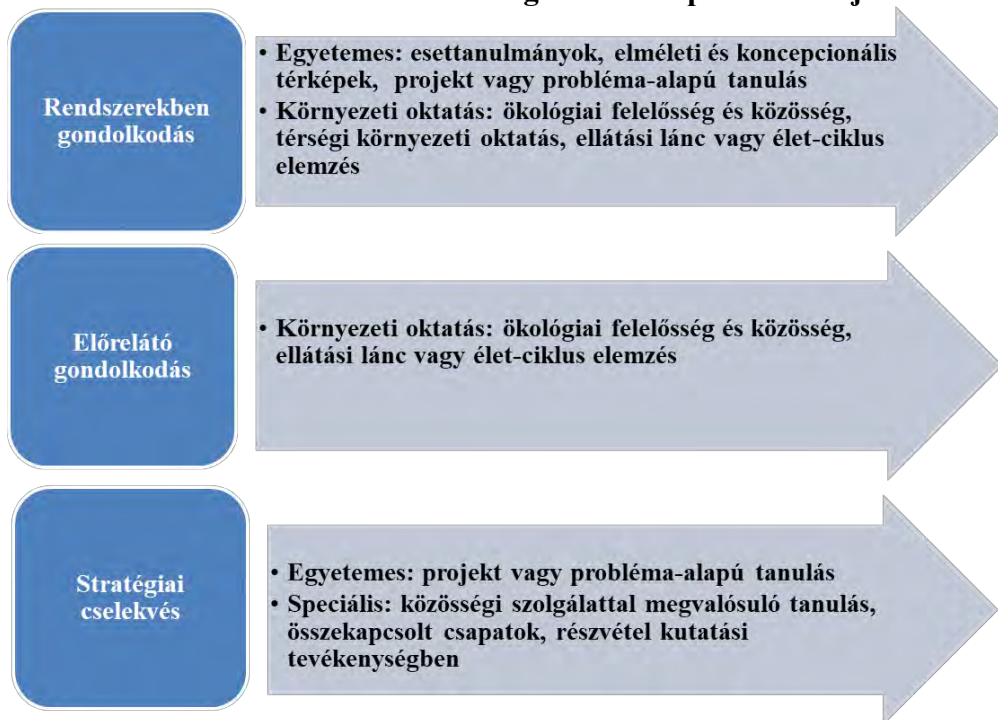 Rendszerekben
gondolkodás
• Egyetemes: esettanulmányok, elméleti és koncepcionális
térképek, projekt vagy probléma-alapú tanulás
• Környezeti oktatás: ökológiai felelősség és közösség,
térségi környezeti oktatás, ellátási lánc vagy élet-ciklus
elemzés
Előrelátó
gondolkodás
• Környezeti oktatás: ökológiai felelősség és közösség,
ellátási lánc vagy élet-ciklus elemzés
Stratégiai
cselekvés
• Egyetemes: projekt vagy probléma-alapú tanulás
• Speciális: közösségi szolgálattal megvalósuló tanulás,
összekapcsolt csapatok, részvétel kutatási
tevékenységben